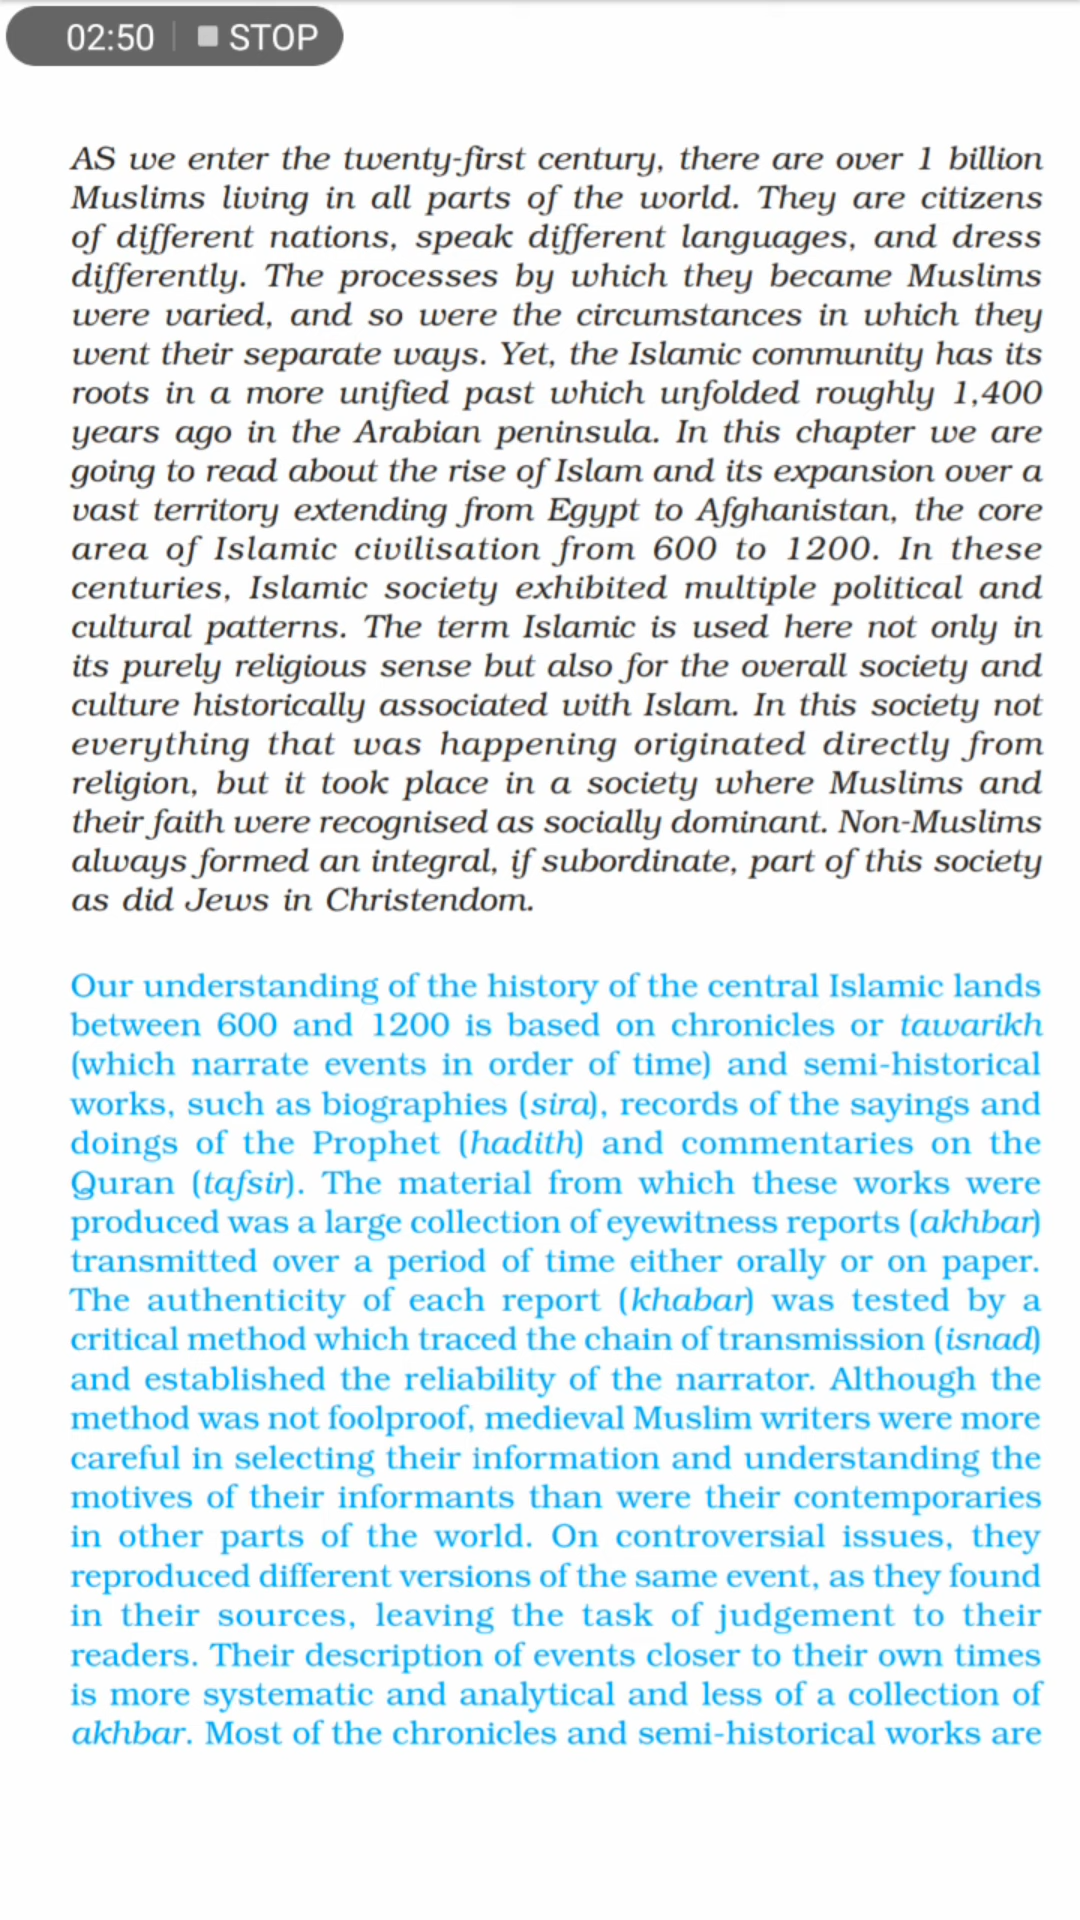 02:50 STOP
AS we enter the twenty-first century, there are over 1 billion
Muslims living in all parts of the world. They are citizens
of different nations, speak different languages, and dress
differently. The processes by which they became Muslims
were varied, and so were the circumstances in which they
went their separate ways. Yet, the Islamic community has its
roots in a more unified past which unfolded roughly 1,400
years ago in the Arabian peninsula. In this chapter we are
going to read about the rise of Islam and its expansion over a
vast territory extending from Egypt to Afghanistan, the core
area of Islamic civilisation from 600 to 1200. In these
centuries, Islamic society exhibited multiple political and
cultural patterns. The term Islamic is used here not only in
its purely religious sense but also for the overall society and
culture historically associated with Islam. In this society not
everything that was happening originated directly from
religion, but it took place in a society where Muslims and
their faith were recognised as socially dominant. Non-Muslims
always formed an integral, if subordinate, part of this society
as did Jews in Christendom.
Our understanding of the history of the central Islamic lands
between 600 and 1200 is based on chronicles or tawarikh
(which narrate events in order of time) and semi-historical
works, such as biographies (sira), records of the sayings and
doings of the Prophet (hadith) and commentaries on the
Quran (tafsir). The material from which these works were
produced was a large collection of eyewitness reports (akhbar)
transmitted over a period of time either orally or on paper.
The authenticity of each report (khabar) was tested by a
critical method which traced the chain of transmission (isnad)
and established the reliability of the narrator. Although the
method was not foolproof, medieval Muslim writers were more
careful in selecting their information and understanding the
motives of their informants than were their contemporaries
in other parts of the world. On controversial issues, they
reproduced different versions of the same event, as they found
in their sources, leaving the task of judgement to their
readers. Their description of events closer to their own times
is more systematic and analytical and less of a collection of
akhbar. Most of the chronicles and semi-historical works are